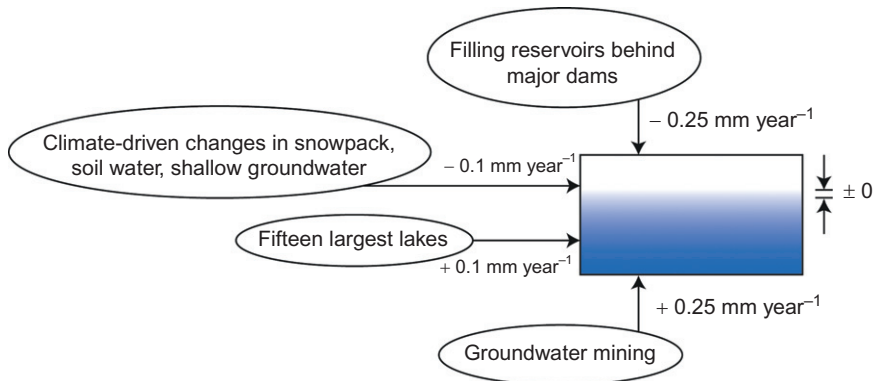 Filling reservoirs behind
major dams
− 0.25 mm year⁻¹
Climate-driven changes in snowpack,
soil water, shallow groundwater
− 0.1 mm year⁻¹
± 0
Fifteen largest lakes
+ 0.1 mm year⁻¹
+ 0.25 mm year⁻¹
Groundwater mining